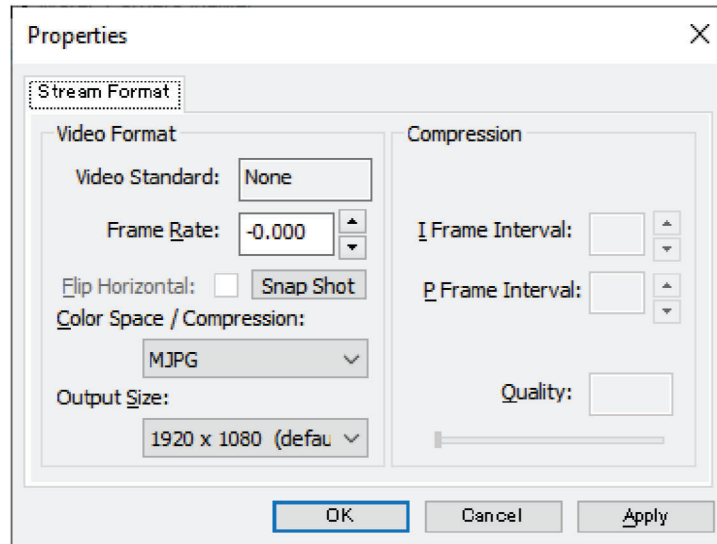 Properties
Stream Format
Video Format
Video Standard: None
Frame Rate: -0.000
Flip Horizontal: Snap Shot
Color Space / Compression:
MJPG
Output Size:
1920 x 1080 (defau
Compression
I Frame Interval:
P Frame Interval:
Quality:
OK Cancel Apply